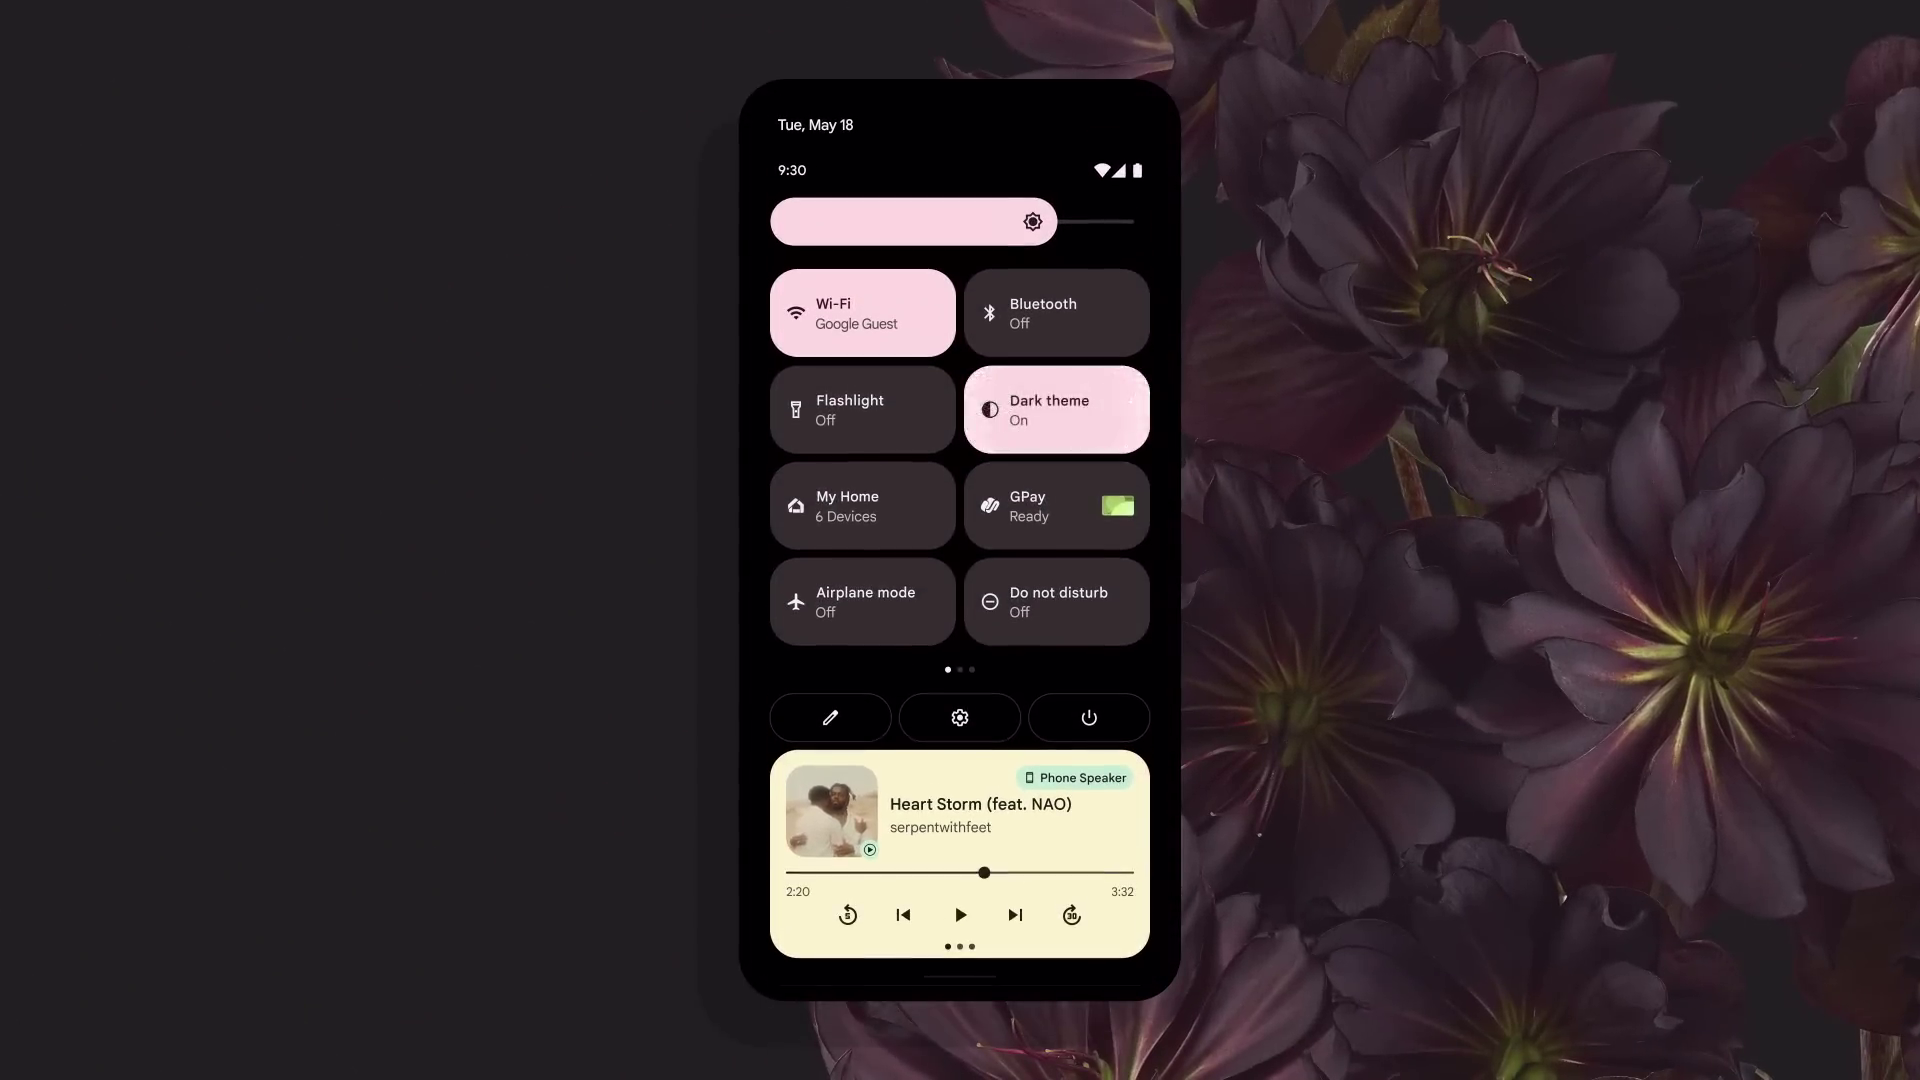 Tue, May 18
9:30
Wi-Fi
Google Guest
Bluetooth
Off
Flashlight
Off
Dark theme
On
My Home
6 Devices
GPay
Ready
Airplane mode
Off
Do not disturb
Off
Phone Speaker
Heart Storm (feat. NAO)
serpentwithfeet
2:20
3:32
5
30